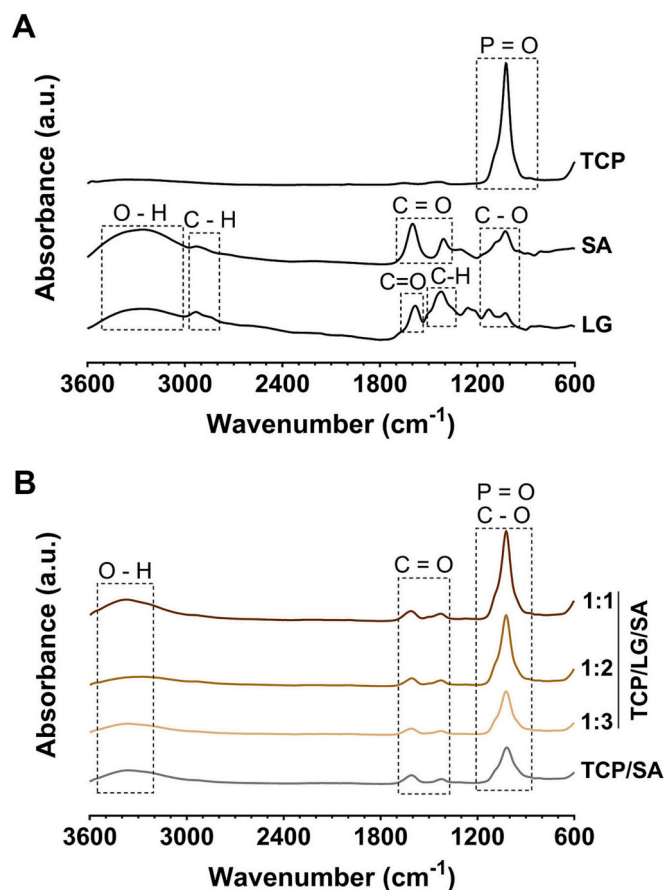 A
P = O
TCP
O - H
C - H
C = O
C - O
SA
C=O
C-H
LG
Absorbance (a.u.)
3600 3000 2400 1800 1200 600
Wavenumber (cm-1)
B
P = O
C - O
O - H
C = O
1:1
1:2
1:3
TCP/LG/SA
TCP/SA
Absorbance (a.u.)
3600 3000 2400 1800 1200 600
Wavenumber (cm-1)